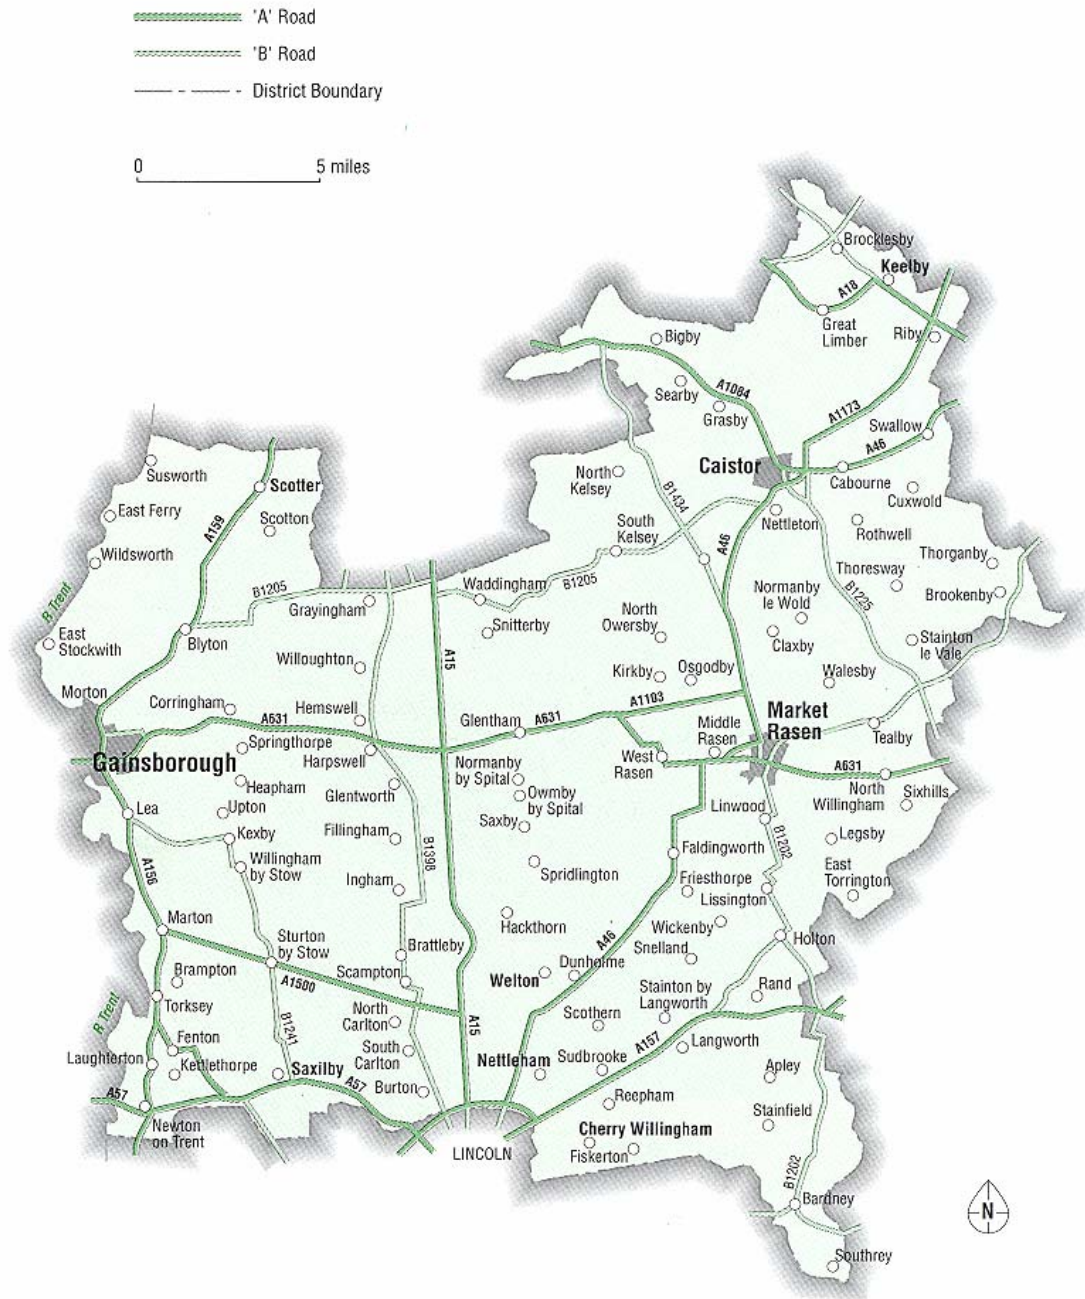 'A' Road
'B' Road
District Boundary
0 5 miles
Brocklesby
Keelby
A18
Great
Limber
Riby
Bigby
A1084
Searby
Grasby
A1173
Swallow
A46
Caistor
Cabourne
Cuxwold
North
Kelsey
B1434
Susworth
Scotter
East Ferry
Scotton
A159
South
Kelsey
Nettleton
Rothwell
A46
Wildsworth
Thorganby
Thoresway
B1205
Waddingham
B1205
Normanby
le Wold
B1225
Brookenby
R Trent
Grayingham
North
Owersby
Snitterby
Claxby
Stainton
le Vale
East
Stockwith
Blyton
Willoughton
A15
Kirkby
Osgodby
Walesby
Morton
Corringham
Hemswell
A631
Glentham
A631
A1103
Market
Rasen
Middle
Rasen
Tealby
Gainsborough
Springthorpe
Harpswell
Normanby
by Spital
West
Rasen
A631
Heapham
Glentworth
Owmby
by Spital
North
Willingham
Sixhills
Lea
Upton
Saxby
Linwood
Kexby
Fillingham
B1398
Faldingworth
B1202
Legsby
A156
Willingham
by Stow
Ingham
Spridlington
Friesthorpe
Lissington
East
Torrington
Marton
Hackthorn
Wickenby
Sturton
by Stow
Brattleby
A46
Snelland
Holton
Brampton
A1500
Scampton
Welton
Dunholme
Stainton by
Langworth
Rand
Torksey
R Trent
North
Carlton
A15
Scothern
B1241
Fenton
South
Carlton
A157
Langworth
Laughterton
Kettlethorpe
Saxilby
Nettleham
Sudbrooke
Apley
A57
A57
Burton
Reepham
Stainfield
Newton
on Trent
LINCOLN
Cherry Willingham
Fiskerton
B1202
Bardney
N
Southrey